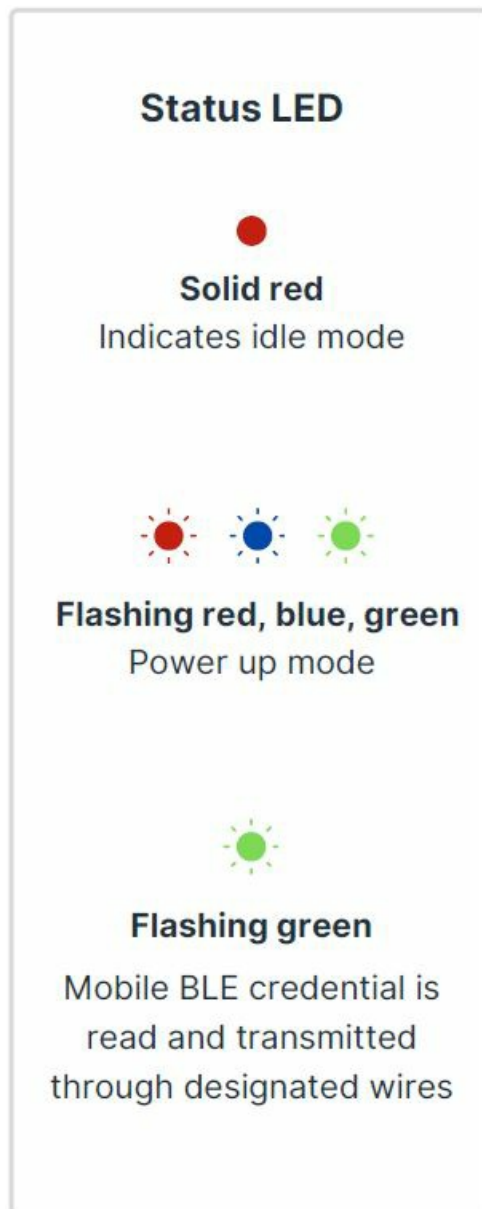 Status LED
Solid red
Indicates idle mode
Flashing red, blue, green
Power up mode
Flashing green
Mobile BLE credential is
read and transmitted
through designated wires